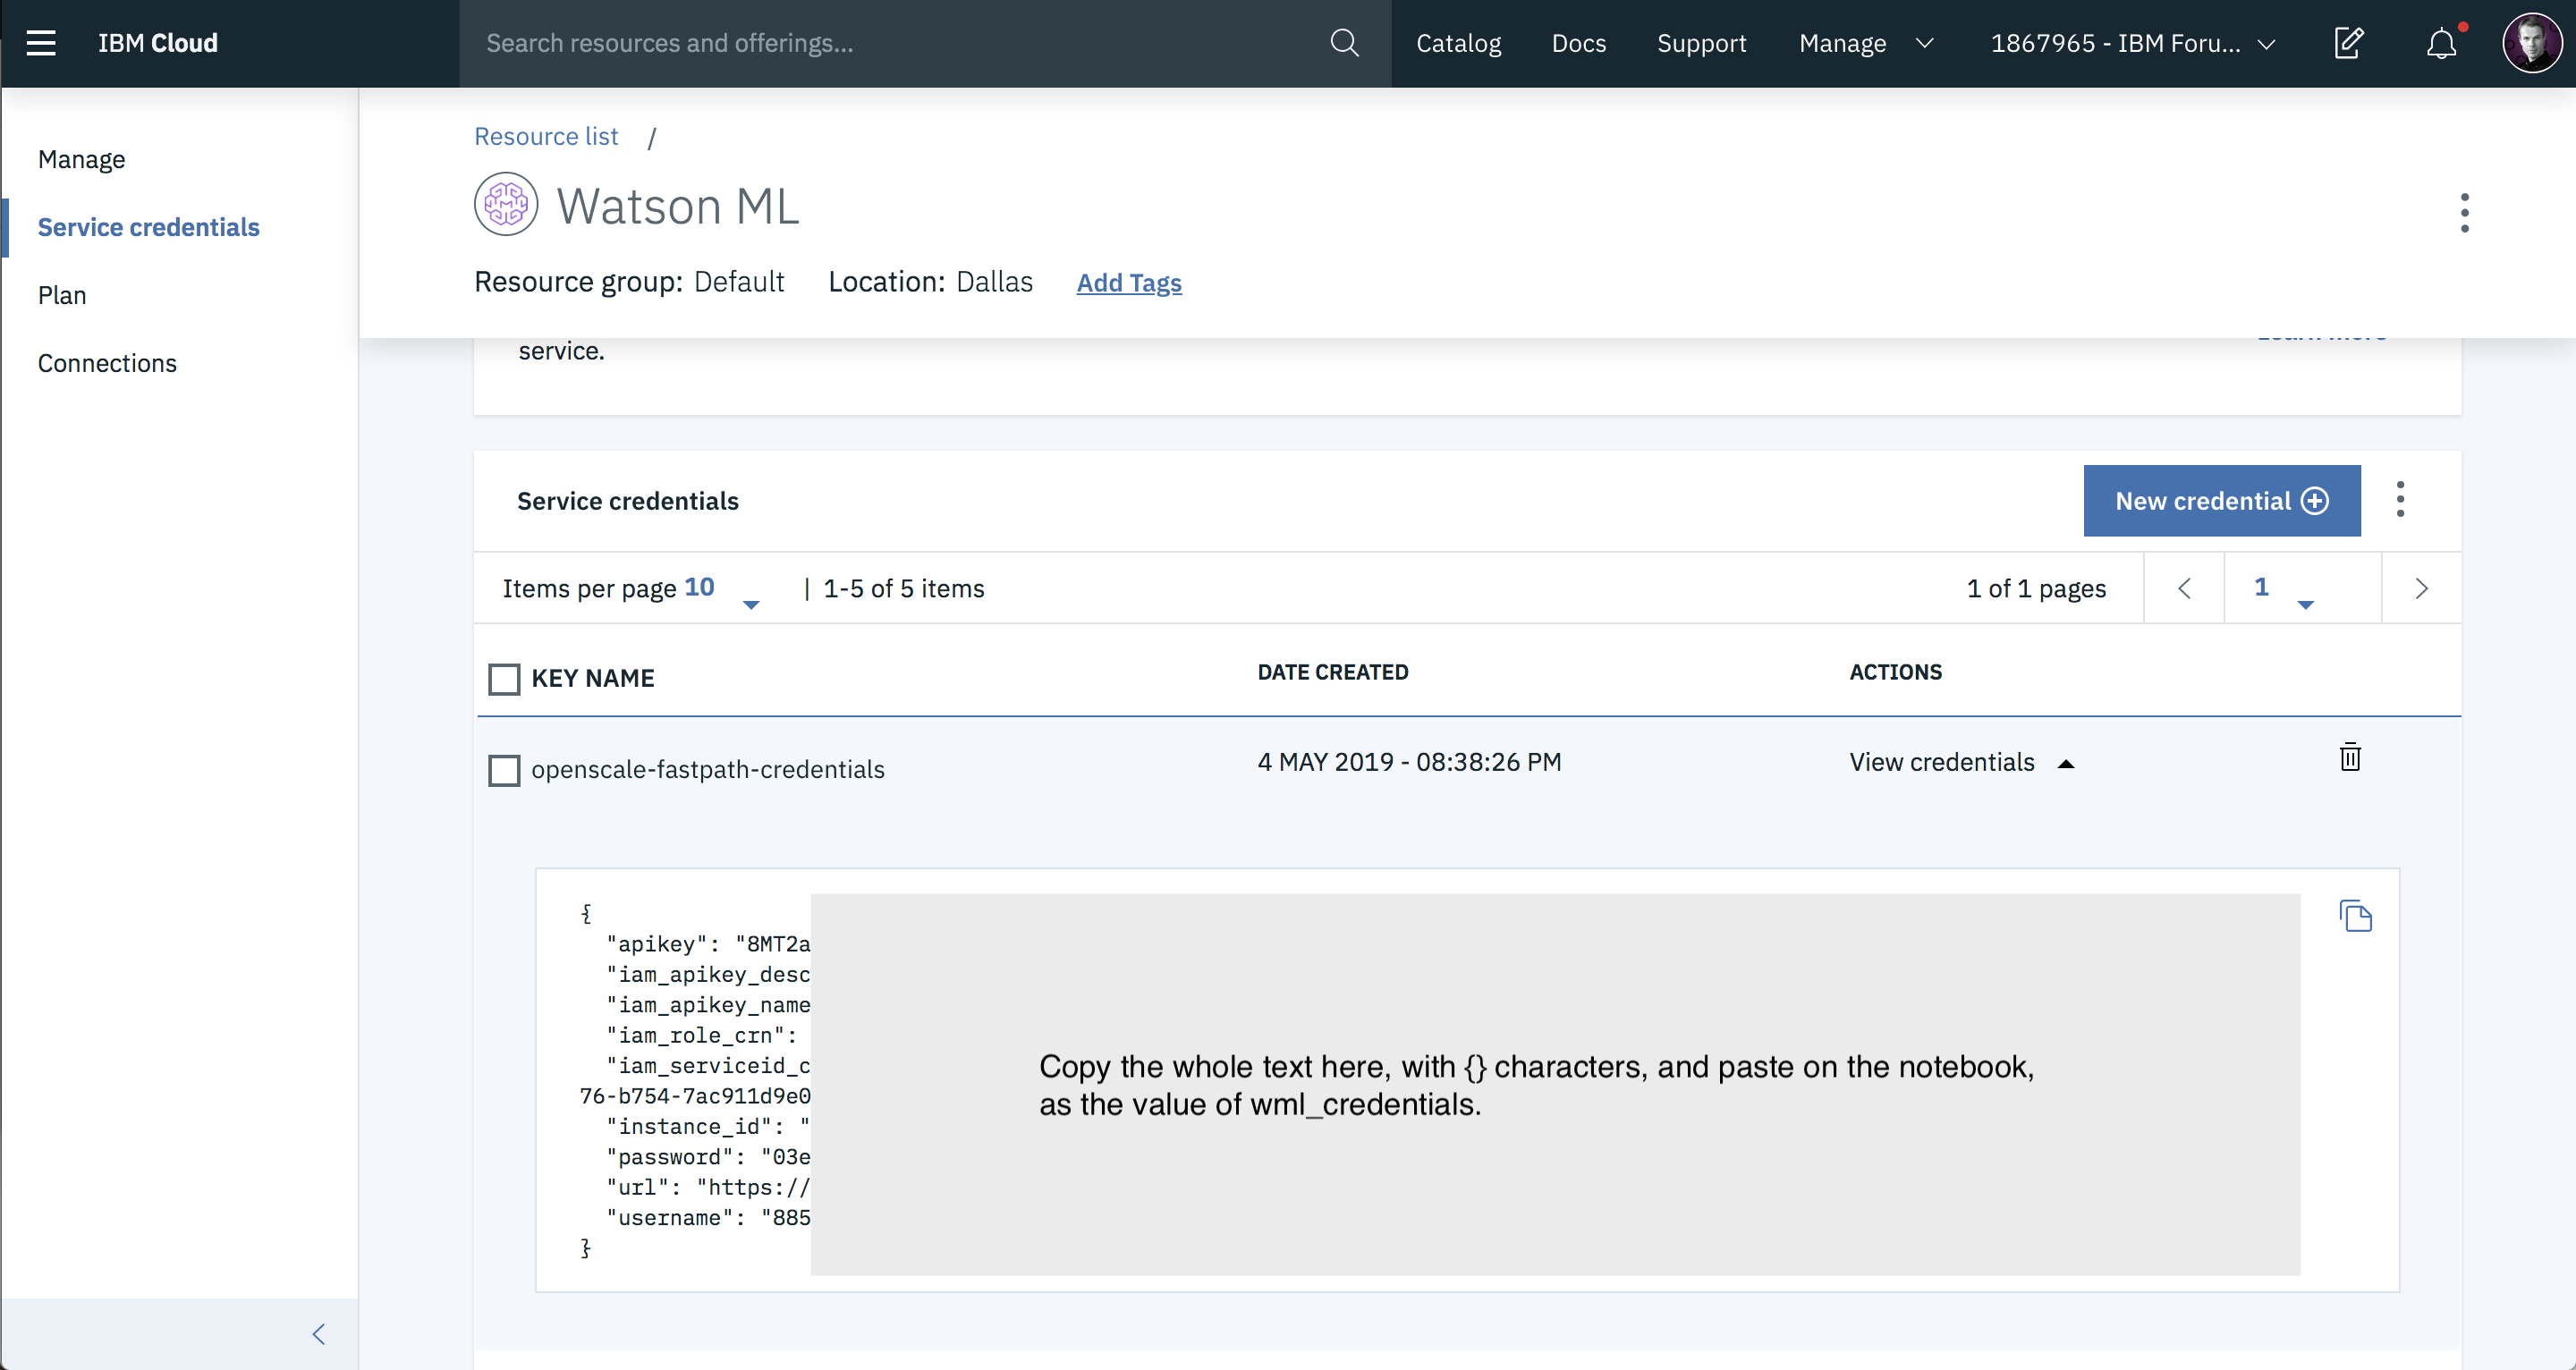 IBM Cloud
Search resources and offerings...
Catalog
Docs
Support
Manage
1867965 - IBM Foru...
Manage
Service credentials
Plan
Connections
Resource list /
Watson ML
Resource group: Default
Location: Dallas
Add Tags
service.
Learn more
Service credentials
New credential
Items per page 10
| 1-5 of 5 items
1 of 1 pages
1
KEY NAME
DATE CREATED
ACTIONS
openscale-fastpath-credentials
4 MAY 2019 - 08:38:26 PM
View credentials
{
"apikey": "8MT2a
"iam_apikey_desc
"iam_apikey_name
"iam_role_crn":
"iam_serviceid_c
76-b754-7ac911d9e0
"instance_id": "
"password": "03e
"url": "https://
"username": "885
}
Copy the whole text here, with {} characters, and paste on the notebook,
as the value of wml_credentials.